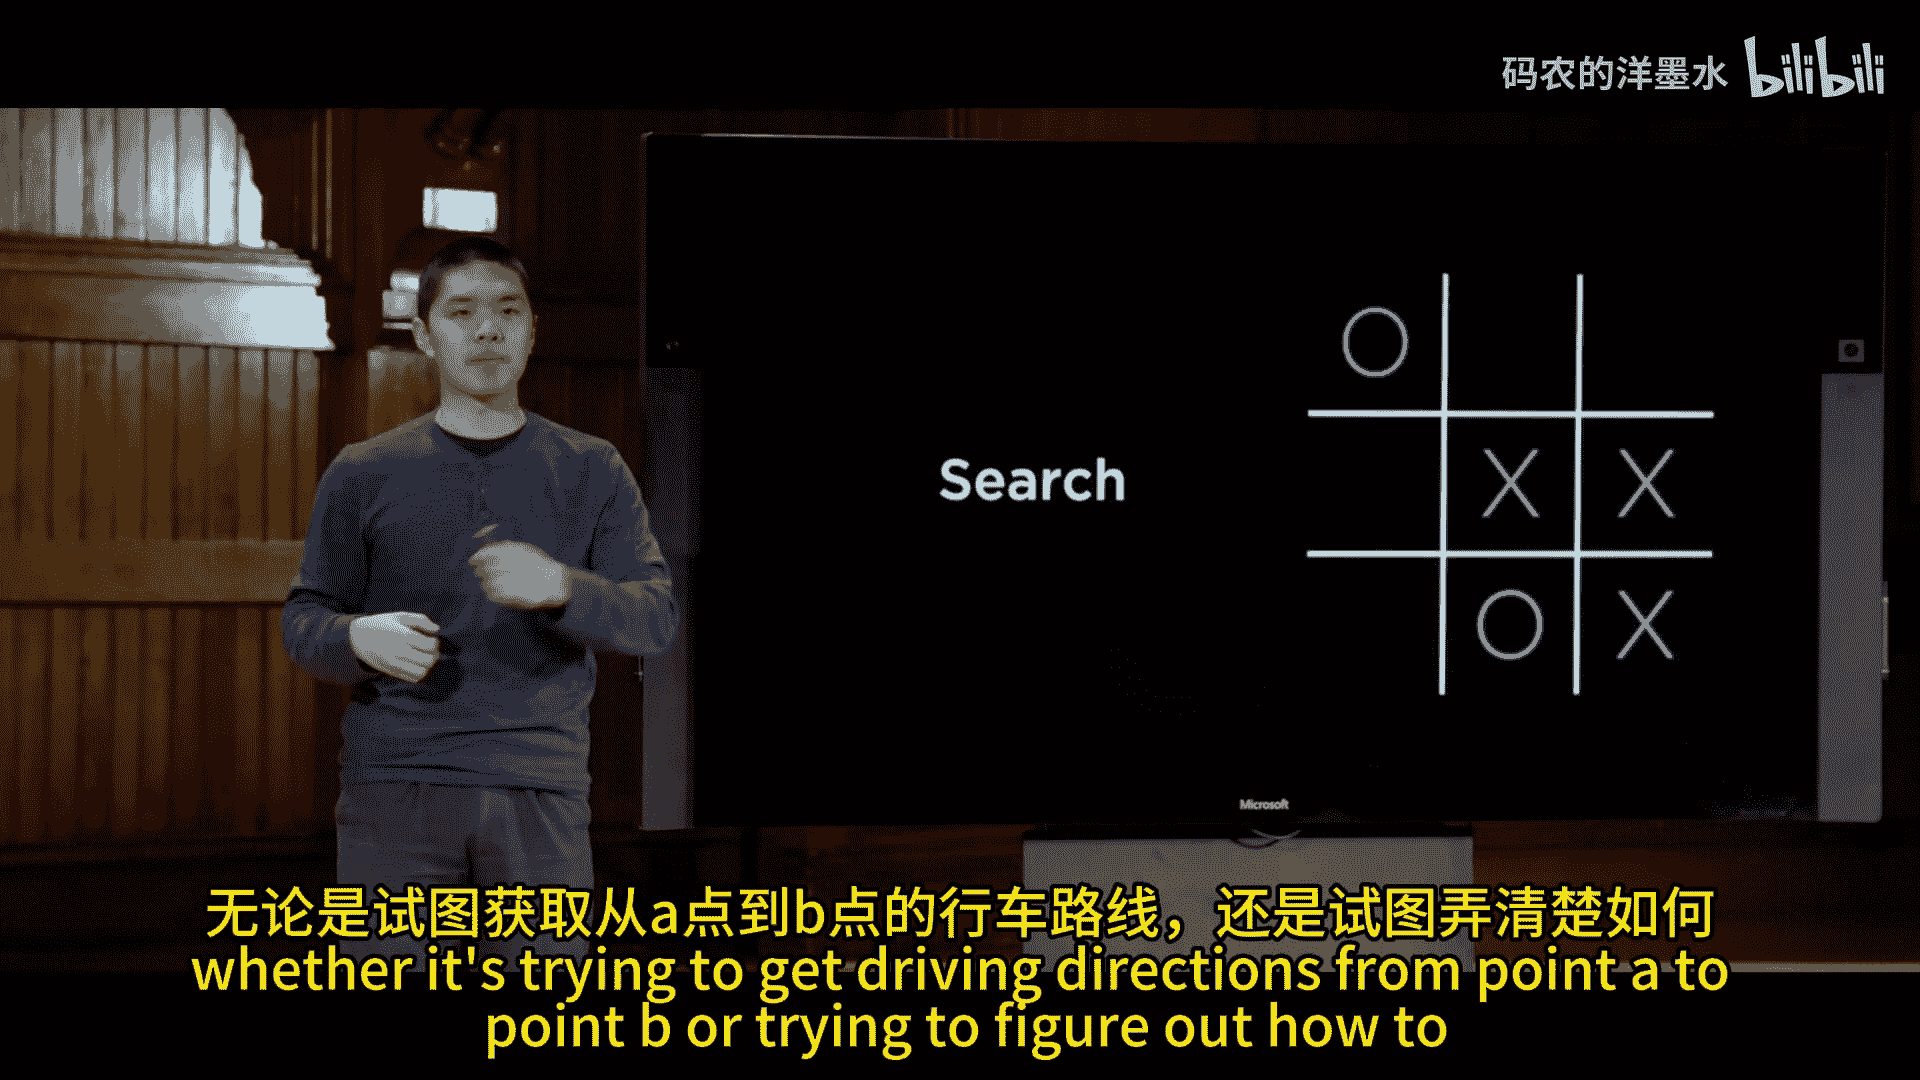 码农的洋墨水 bilibili
Search
O
X X
O X
Microsoft
无论是试图获取从a点到b点的行车路线，还是试图弄清楚如何
whether it's trying to get driving directions from point a to
point b or trying to figure out how to